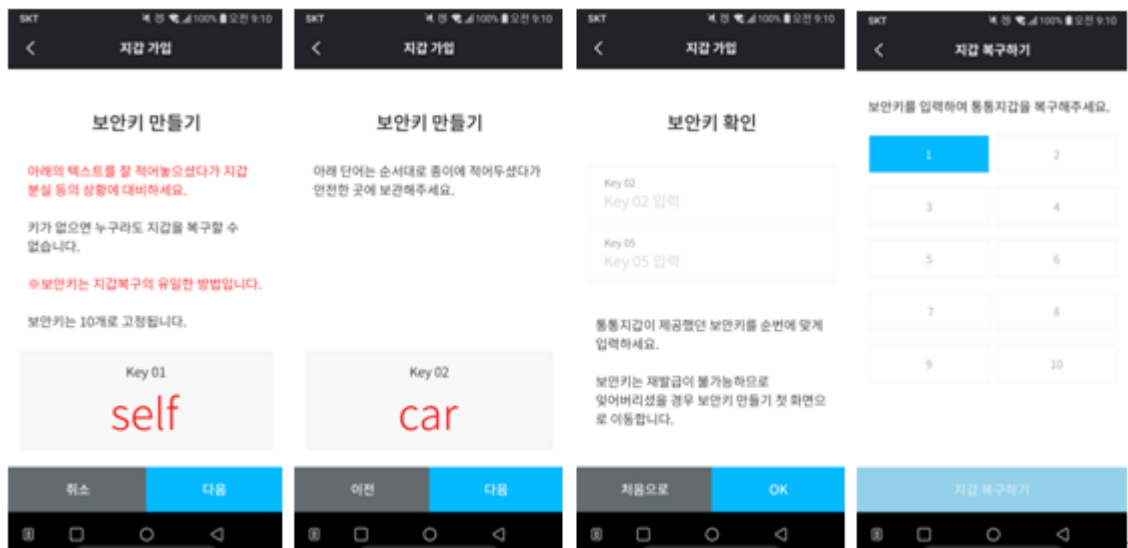 SKT
100% 오전 9:10
지갑 가입
보안키 만들기
아래의 텍스트를 잘 적어놓으셨다가 지갑
분실 등의 상황에 대비하세요.
키가 없으면 누구라도 지갑을 복구할 수
없습니다.
※보안키는 지갑복구의 유일한 방법입니다.
보안키는 10개로 고정됩니다.
Key 01
self
취소
다음
SKT
100% 오전 9:10
지갑 가입
보안키 만들기
아래 단어는 순서대로 종이에 적어두셨다가
안전한 곳에 보관해주세요.
Key 02
car
이전
다음
SKT
100% 오전 9:10
지갑 가입
보안키 확인
Key 02
Key 02 입력
Key 05
Key 05 입력
통통지갑이 제공했던 보안키를 순번에 맞게
입력하세요.
보안키는 재발급이 불가능하므로
잊어버리셨을 경우 보안키 만들기 첫 화면으
로 이동합니다.
처음으로
OK
SKT
100% 오전 9:10
지갑 복구하기
보안키를 입력하여 통통지갑을 복구해주세요.
1
2
3
4
5
6
7
8
9
10
지갑 복구하기